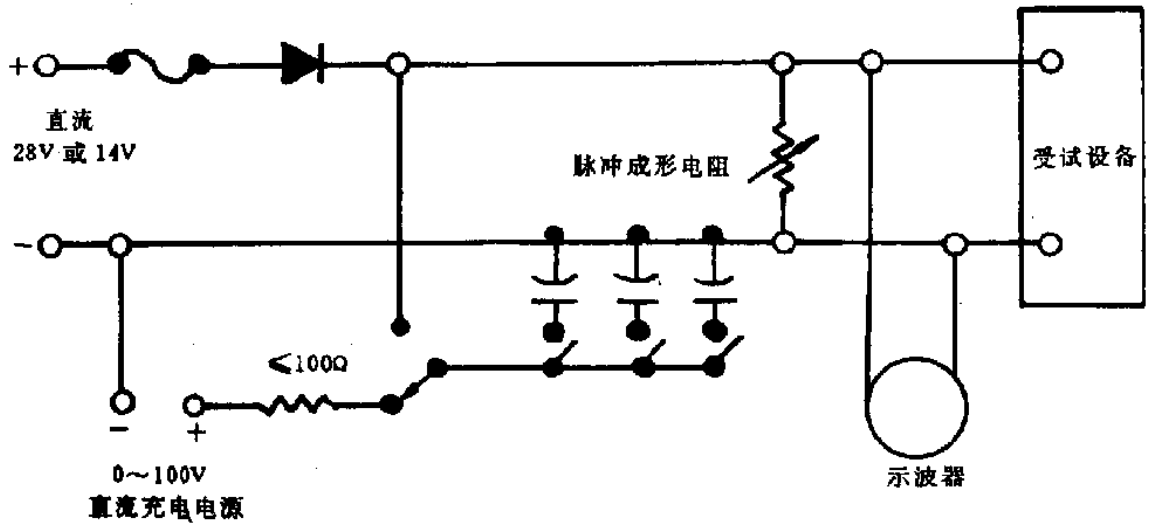 +
直流
28V 或 14V
脉冲成形电阻
受试设备
−
≤100Ω
− +
0～100V
直流充电电源
示波器